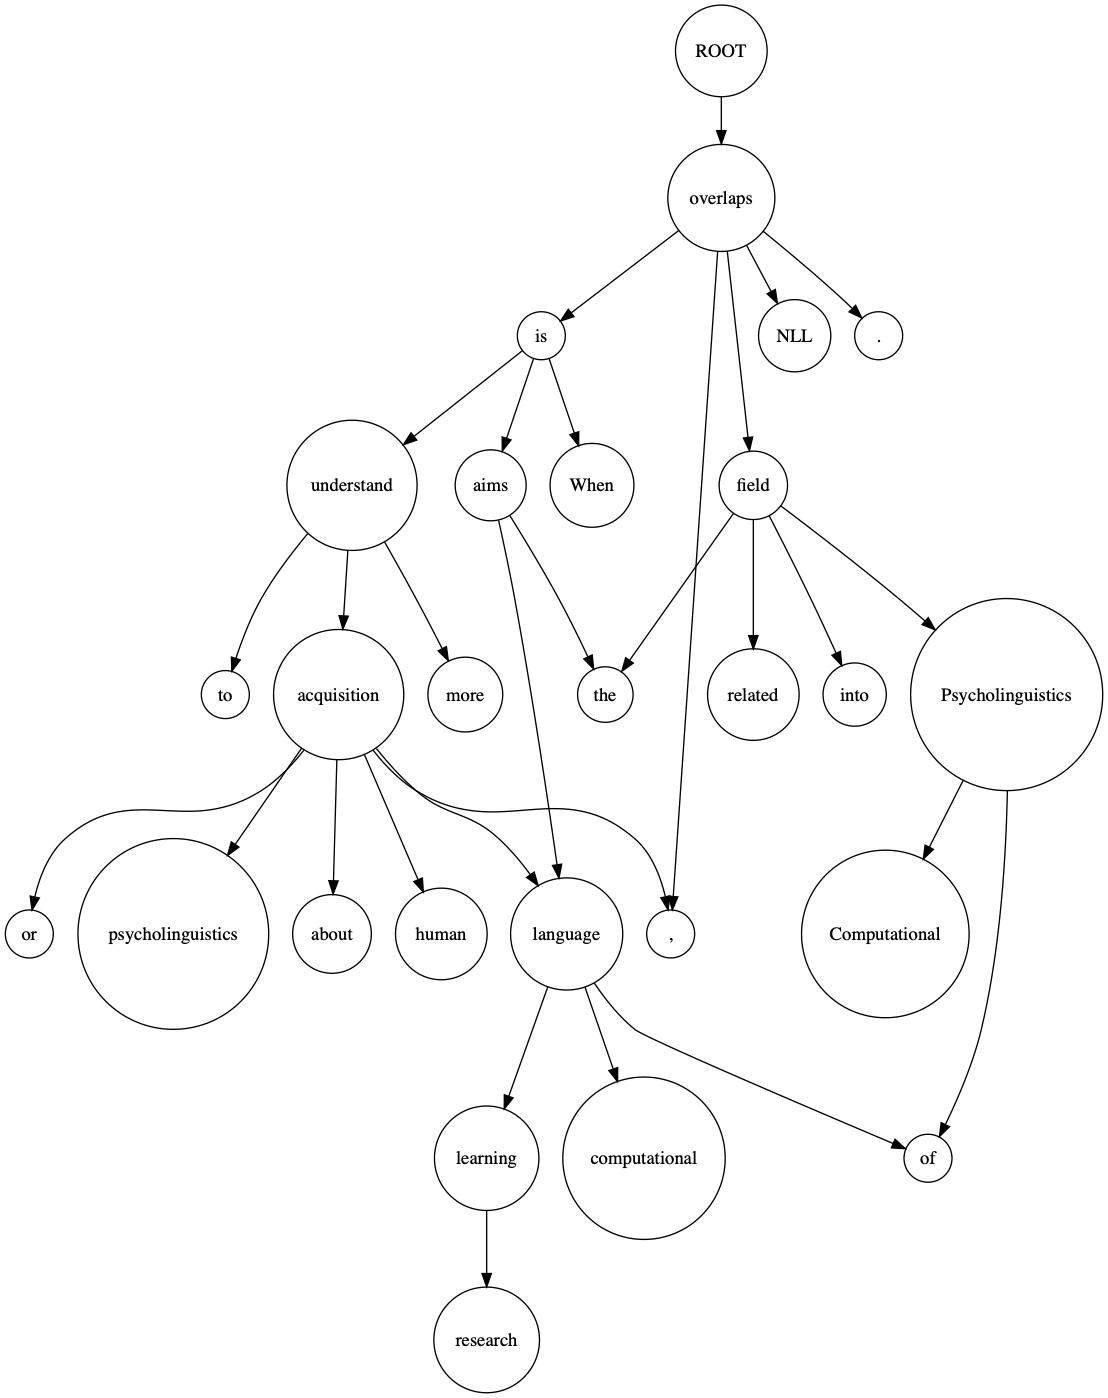 ROOT
overlaps
is
NLL
.
understand
aims
When
field
to
acquisition
more
the
related
into
Psycholinguistics
or
psycholinguistics
about
human
language
,
Computational
learning
computational
of
research